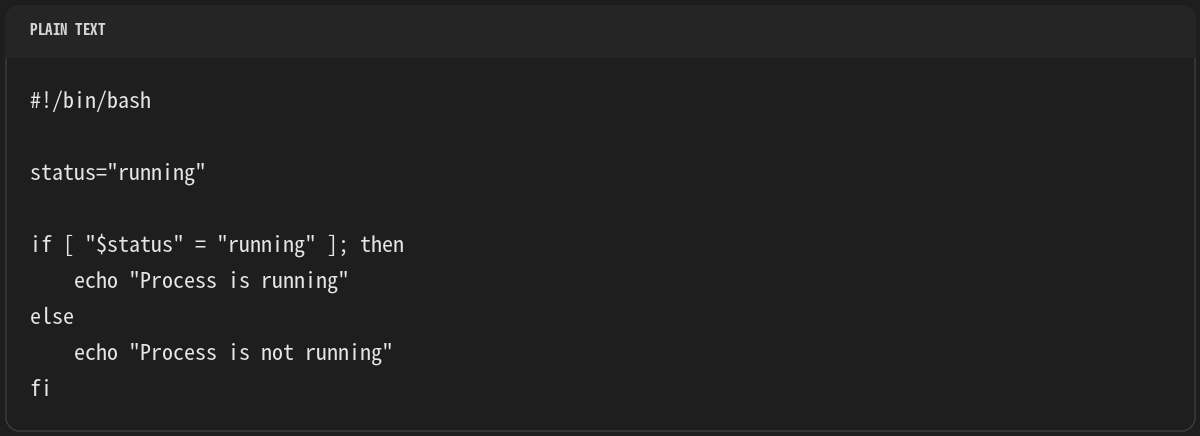 PLAIN TEXT
#!/bin/bash

status="running"

if [ "$status" = "running" ]; then
    echo "Process is running"
else
    echo "Process is not running"
fi